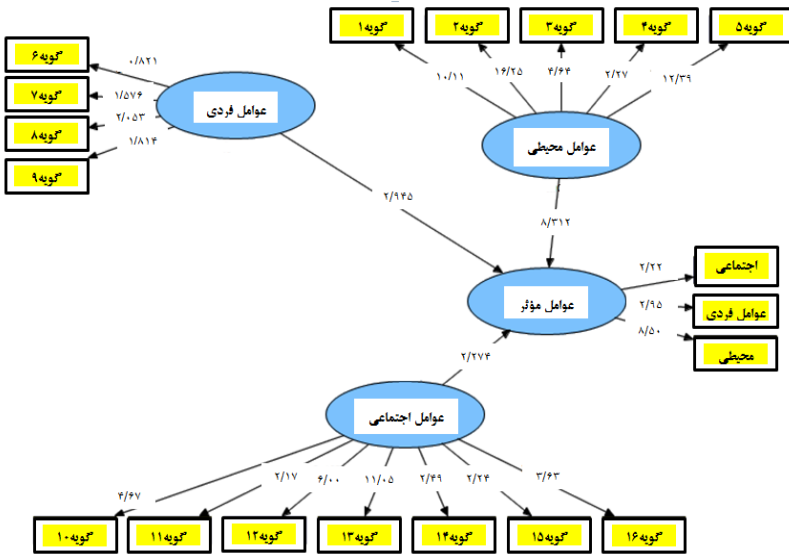 گویه۱
گویه۲
گویه۳
گویه۴
گویه۵
۱۰/۱۱
۱۶/۲۵
۴/۶۴
۲/۲۷
۱۲/۳۹
عوامل محیطی
۸/۳۱۲
گویه۶
گویه۷
گویه۸
گویه۹
۰/۸۲۱
۱/۵۷۶
۲/۰۵۳
۱/۸۱۴
عوامل فردی
۲/۹۴۵
عوامل مؤثر
۲/۲۲
۲/۹۵
۸/۵۰
اجتماعی
عوامل فردی
محیطی
۲/۲۷۴
عوامل اجتماعی
۴/۶۷
۲/۱۷
۶/۰۰
۱۱/۰۵
۲/۴۹
۲/۲۴
۳/۶۳
گویه۱۰
گویه۱۱
گویه۱۲
گویه۱۳
گویه۱۴
گویه۱۵
گویه۱۶